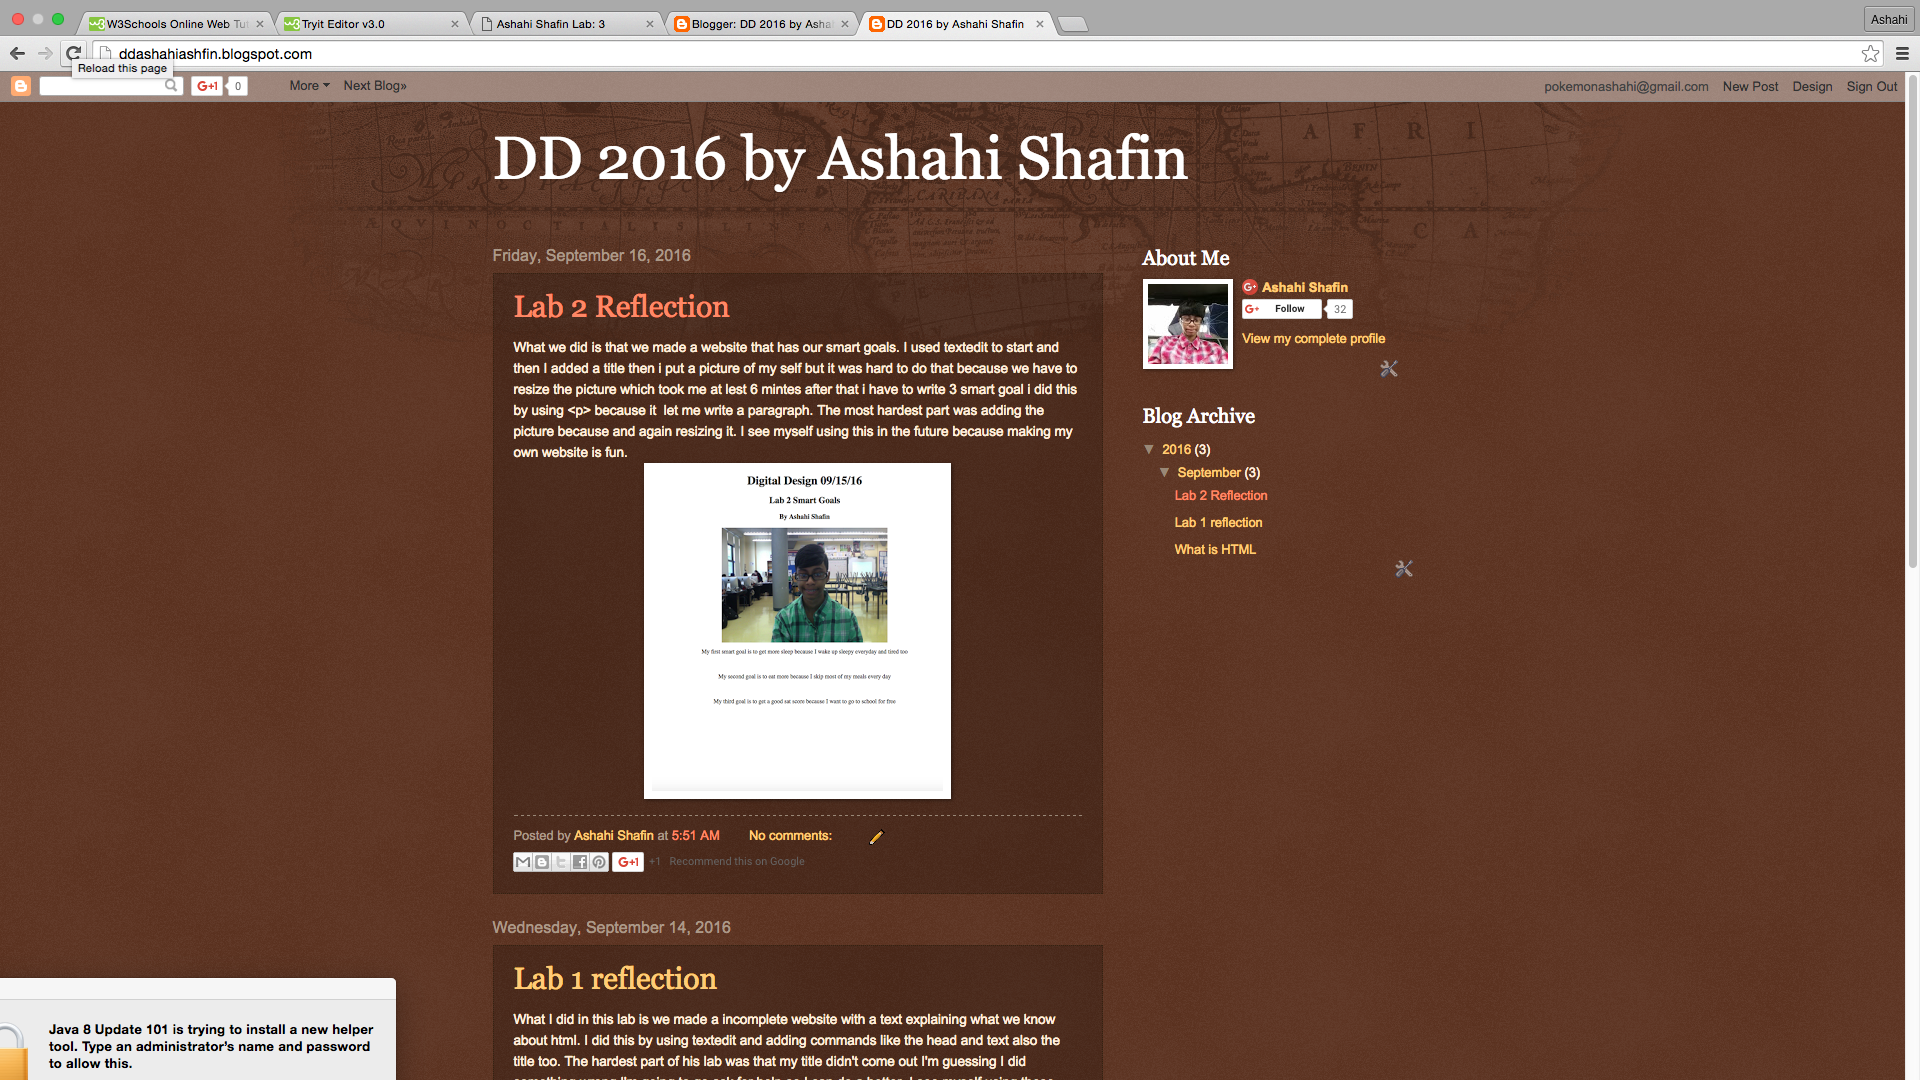 W3Schools Online Web Tu
Tryit Editor v3.0
Ashahi Shafin Lab: 3
Blogger: DD 2016 by Asha
DD 2016 by Ashahi Shafin
Ashahi
ddashahiashfin.blogspot.com
Reload this page
G+1
0
More
Next Blog»
pokemonashahi@gmail.com
New Post
Design
Sign Out
DD 2016 by Ashahi Shafin
Friday, September 16, 2016
Lab 2 Reflection
What we did is that we made a website that has our smart goals. I used textedit to start and
then I added a title then i put a picture of my self but it was hard to do that because we have to
resize the picture which took me at lest 6 mintes after that i have to write 3 smart goal i did this
by using <p> because it  let me write a paragraph. The most hardest part was adding the
picture because and again resizing it. I see myself using this in the future because making my
own website is fun.
Digital Design 09/15/16
Lab 2 Smart Goals
By Ashahi Shafin
My first smart goal is to get more sleep because I wake up sleepy everyday and tired too
My second goal is to eat more because I skip most of my meals every day
My third goal is to get a good sat score because I want to go to school for free
Posted by Ashahi Shafin at 5:51 AM
No comments:
G+1
+1 Recommend this on Google
About Me
Ashahi Shafin
Follow
32
View my complete profile
Blog Archive
▼ 2016 (3)
▼ September (3)
Lab 2 Reflection
Lab 1 reflection
What is HTML
Wednesday, September 14, 2016
Lab 1 reflection
What I did in this lab is we made a incomplete website with a text explaining what we know
about html. I did this by using textedit and adding commands like the head and text also the
title too. The hardest part of his lab was that my title didn't come out I'm guessing I did
Java 8 Update 101 is trying to install a new helper
tool. Type an administrator's name and password
to allow this.